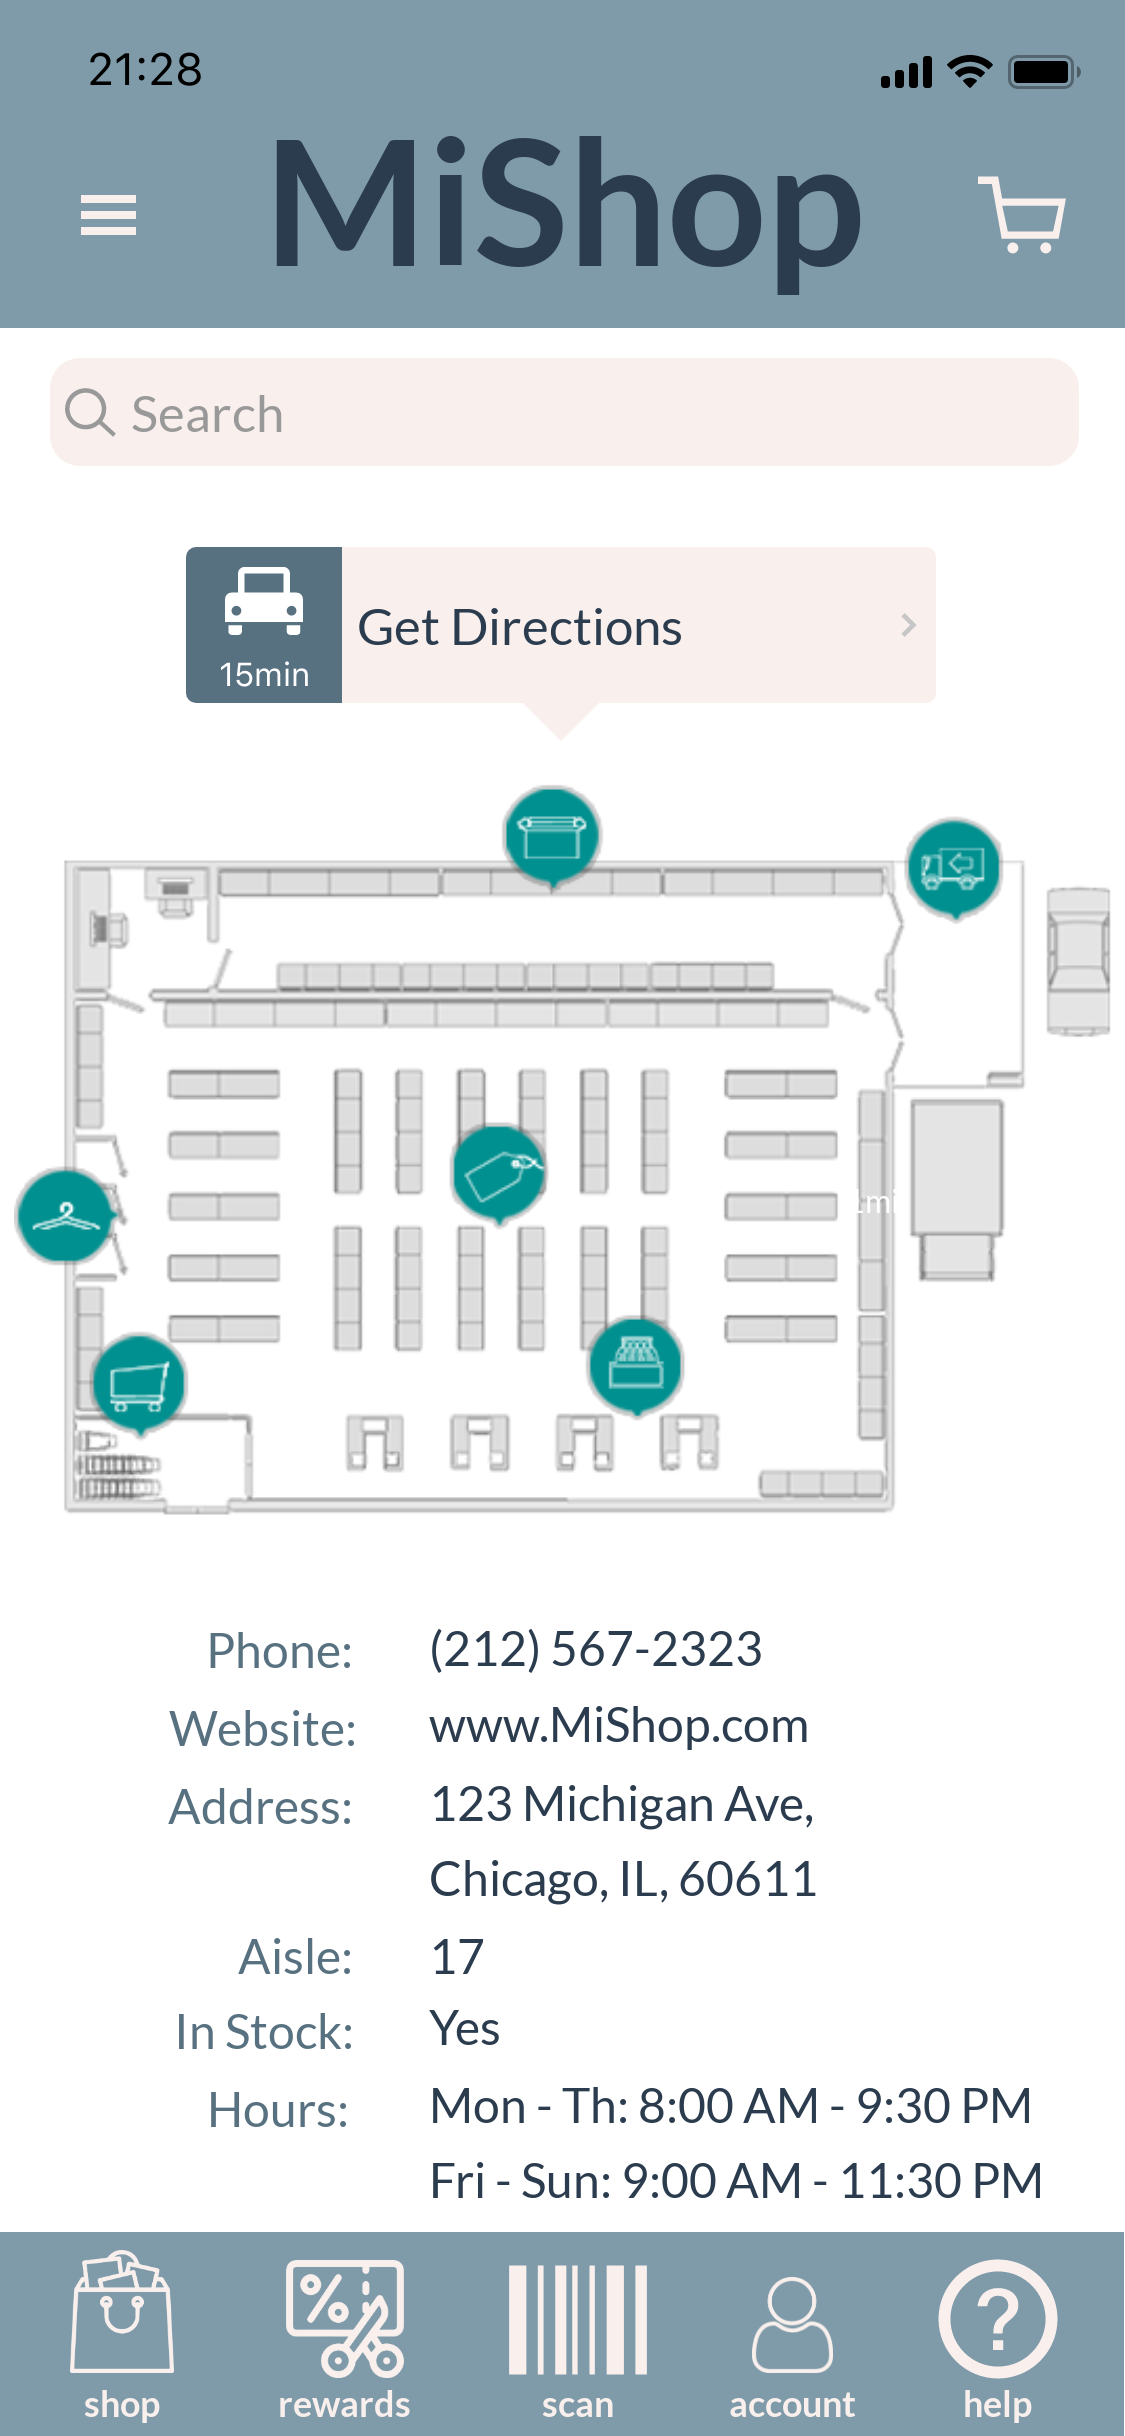 21:28
MiShop
Search
Get Directions
15min
Phone: (212) 567-2323
Website: www.MiShop.com
Address: 123 Michigan Ave,
Chicago, IL, 60611
Aisle: 17
In Stock: Yes
Hours: Mon - Th: 8:00 AM - 9:30 PM
Fri - Sun: 9:00 AM - 11:30 PM
shop rewards scan account help